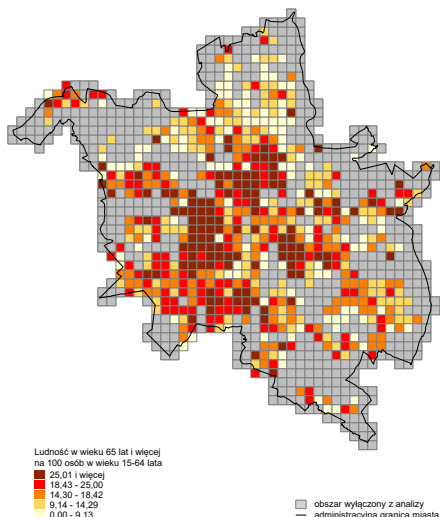 Ludność w wieku 65 lat i więcej
na 100 osób w wieku 15-64 lata
25,01 i więcej
18,43 - 25,00
14,30 - 18,42
9,14 - 14,29
0,00 - 9,13
obszar wyłączony z analizy
administracyjna granica miasta